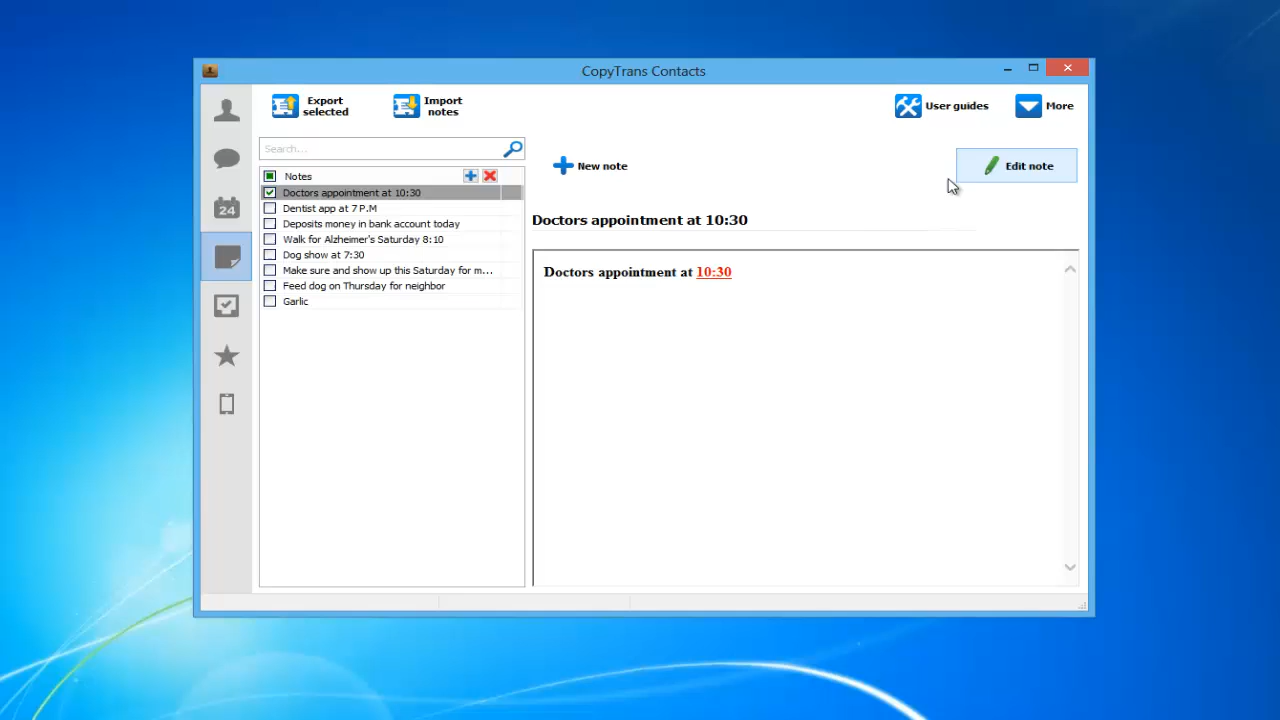 CopyTrans Contacts
Export
selected
Import
notes
User guides
More
Search...
New note
Edit note
Notes
Doctors appointment at 10:30
Dentist app at 7 P.M
Deposits money in bank account today
Walk for Alzheimer's Saturday 8:10
Dog show at 7:30
Make sure and show up this Saturday for m...
Feed dog on Thursday for neighbor
Garlic
24
Doctors appointment at 10:30
Doctors appointment at 10:30